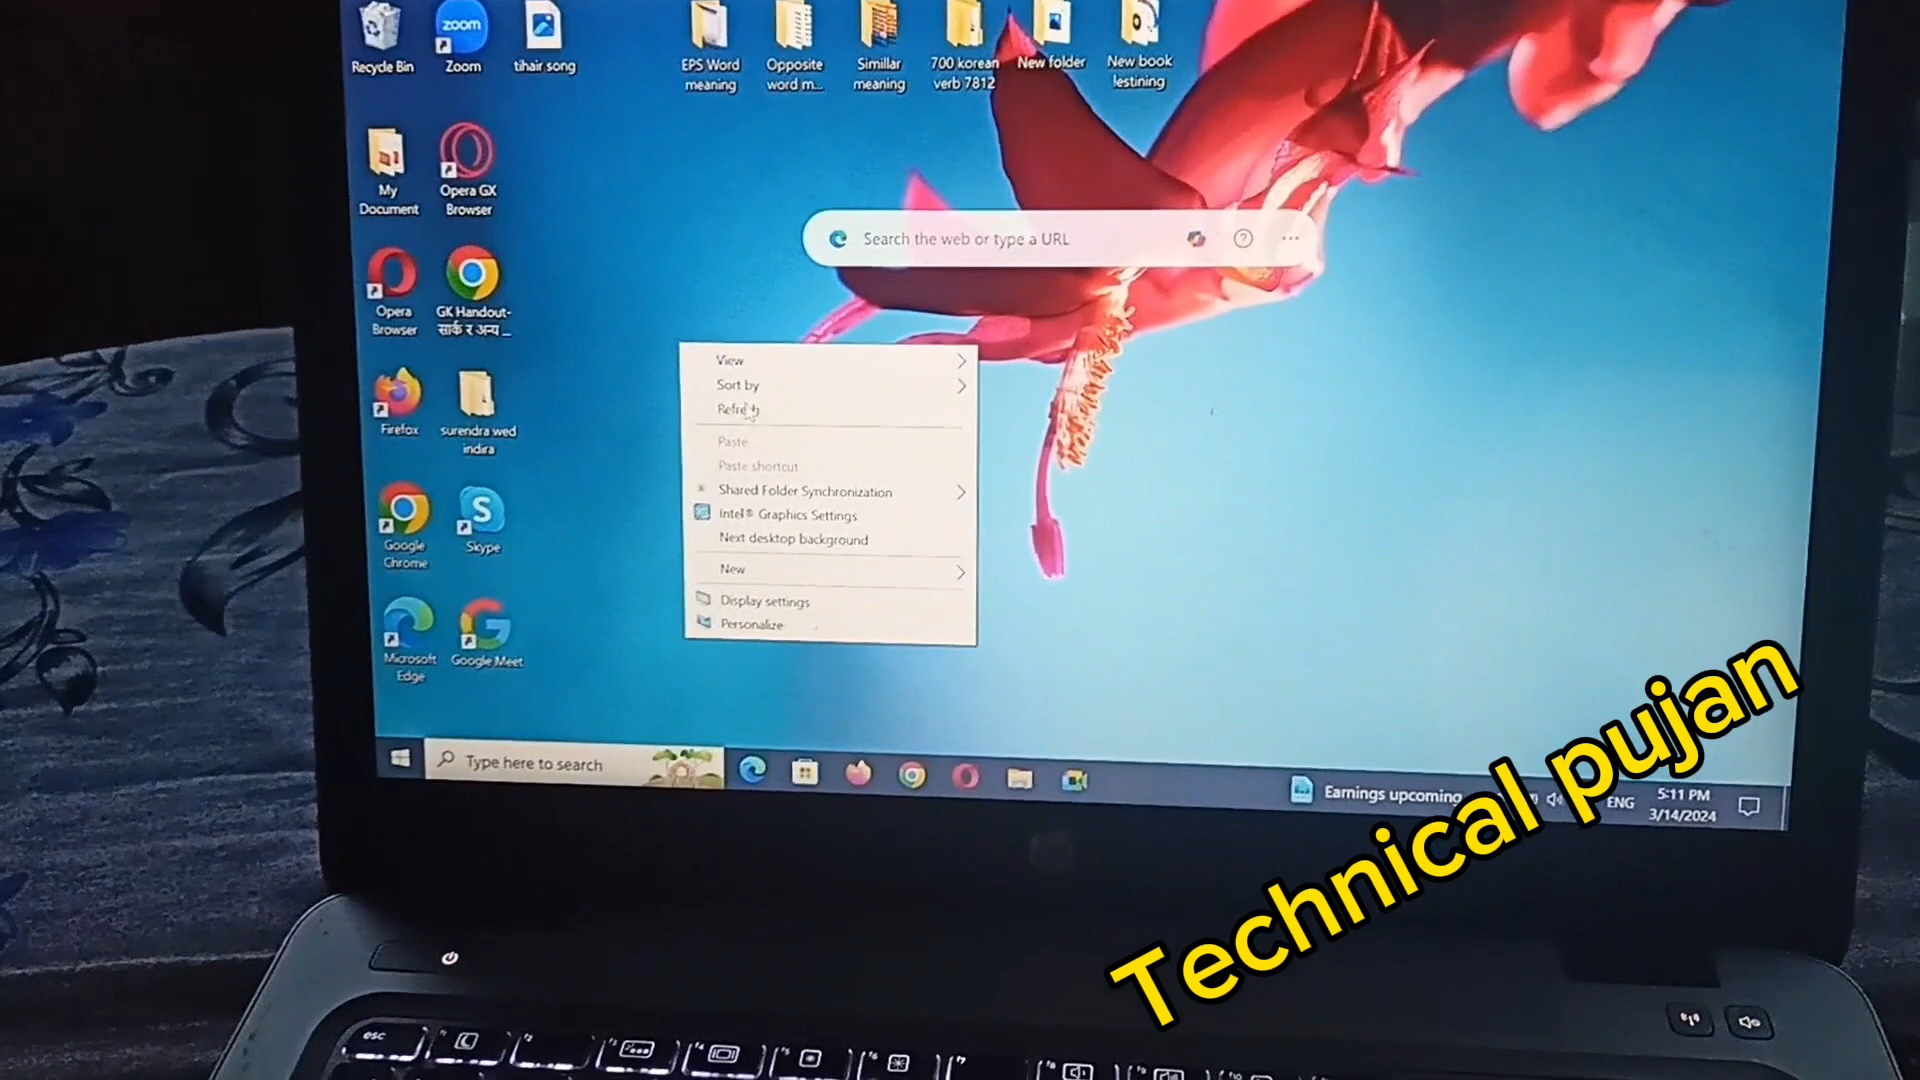 zoom
Recycle Bin
Zoom
tihair song
EPS Word
meaning
Opposite
word m...
Simillar
meaning
700 korean
verb 7812
New folder
New book
lestining
My
Document
Opera GX
Browser
Search the web or type a URL
Opera
Browser
GK Handout-
सार्क र अन्य ...
Firefox
surendra wed
indira
Google
Chrome
Skype
Microsoft
Edge
Google Meet
View
Sort by
Refresh
Paste
Paste shortcut
Shared Folder Synchronization
Intel® Graphics Settings
Next desktop background
New
Display settings
Personalize
Type here to search
Earnings upcoming
ENG
5:11 PM
3/14/2024
Technical pujan
esc